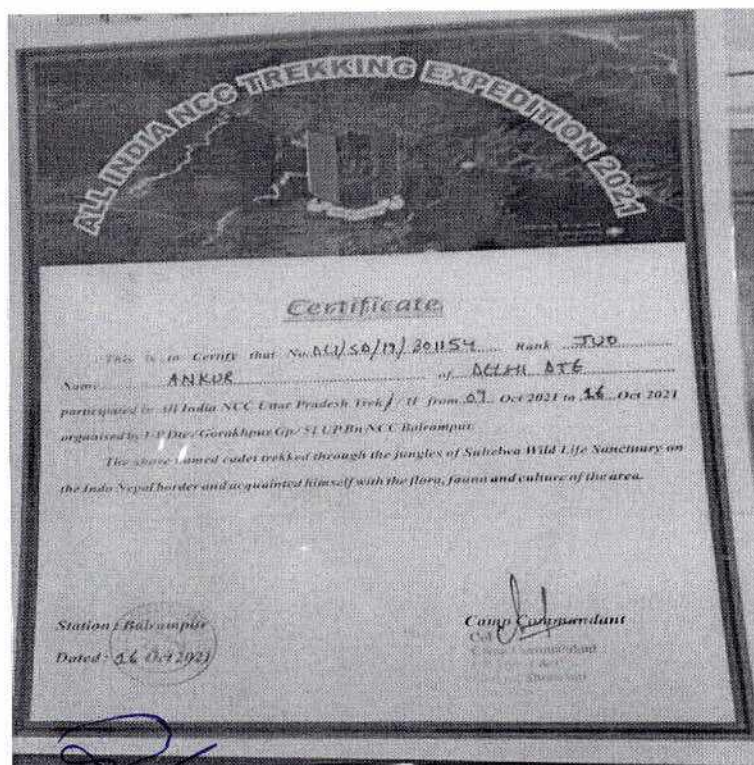 ALL INDIA NCC TREKKING EXPEDITION 2021
Certificate
This is to Certify that No. DLI/SD/19/301154 Rank JUO
Name ANKUR of DELHI DTE
participated in All India NCC Uttar Pradesh Trek I / II from 07 Oct 2021 to 16 Oct 2021
organised by U P Dte/ Gorakhpur Gp/ 51 UP Bn NCC Balrampur.
The above named cadet trekked through the jungles of Suhelwa Wild Life Sanctuary on
the Indo Nepal border and acquainted himself with the flora, fauna and culture of the area.
Station : Balrampur
Dated : 16 Oct 2021
Camp Commandant
Col
Camp Commandant